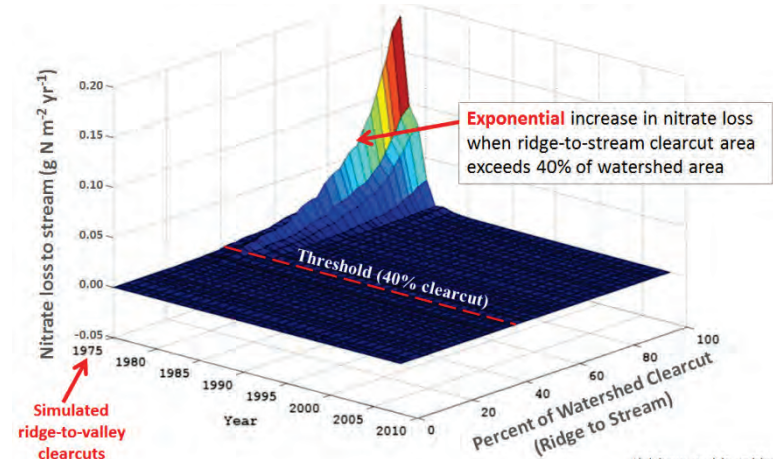 0.20
0.15
0.10
0.05
0.00
-0.05
Nitrate loss to stream (g N m-2 yr-1)
Exponential increase in nitrate loss
when ridge-to-stream clearcut area
exceeds 40% of watershed area
Threshold (40% clearcut)
1975
1980
1985
1990
1995
2000
2005
2010
Year
0
20
40
60
80
100
Percent of Watershed Clearcut
(Ridge to Stream)
Simulated
ridge-to-valley
clearcuts